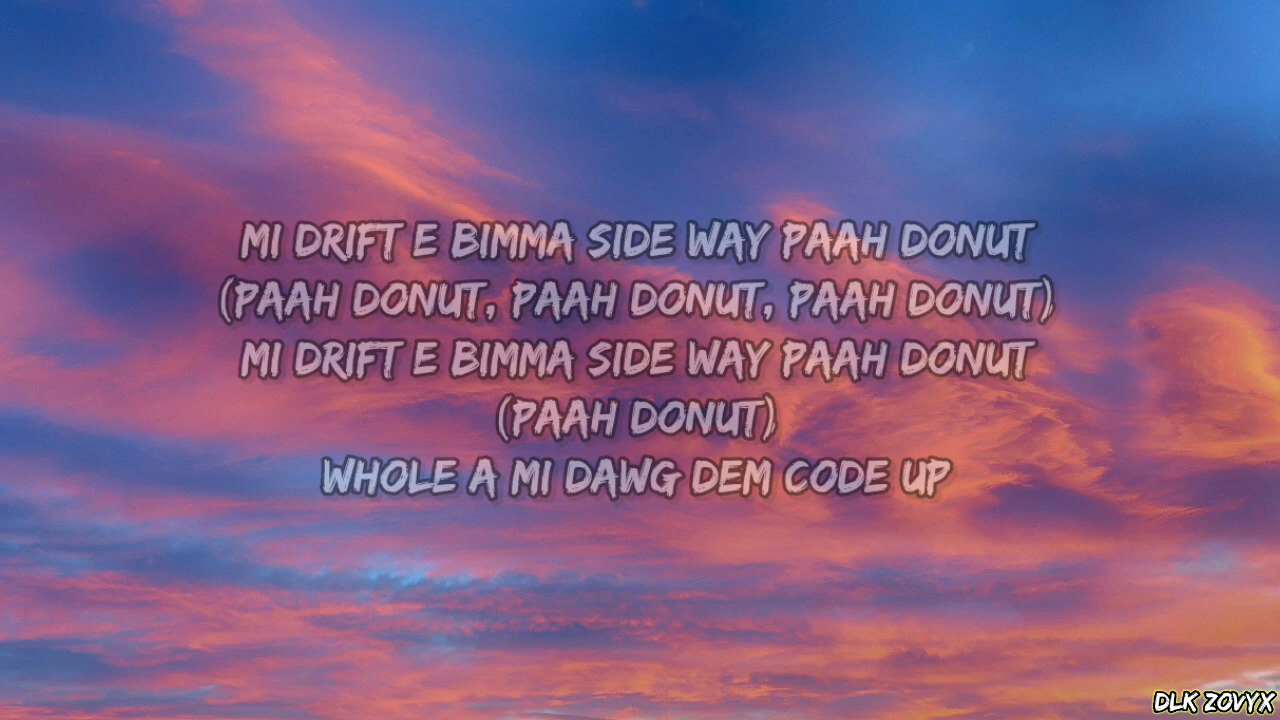 MI DRIFT E BIMMA SIDE WAY PAAH DONUT
(PAAH DONUT, PAAH DONUT, PAAH DONUT)
MI DRIFT E BIMMA SIDE WAY PAAH DONUT
(PAAH DONUT)
WHOLE A MI DAWG DEM CODE UP
DLK ZOVYX